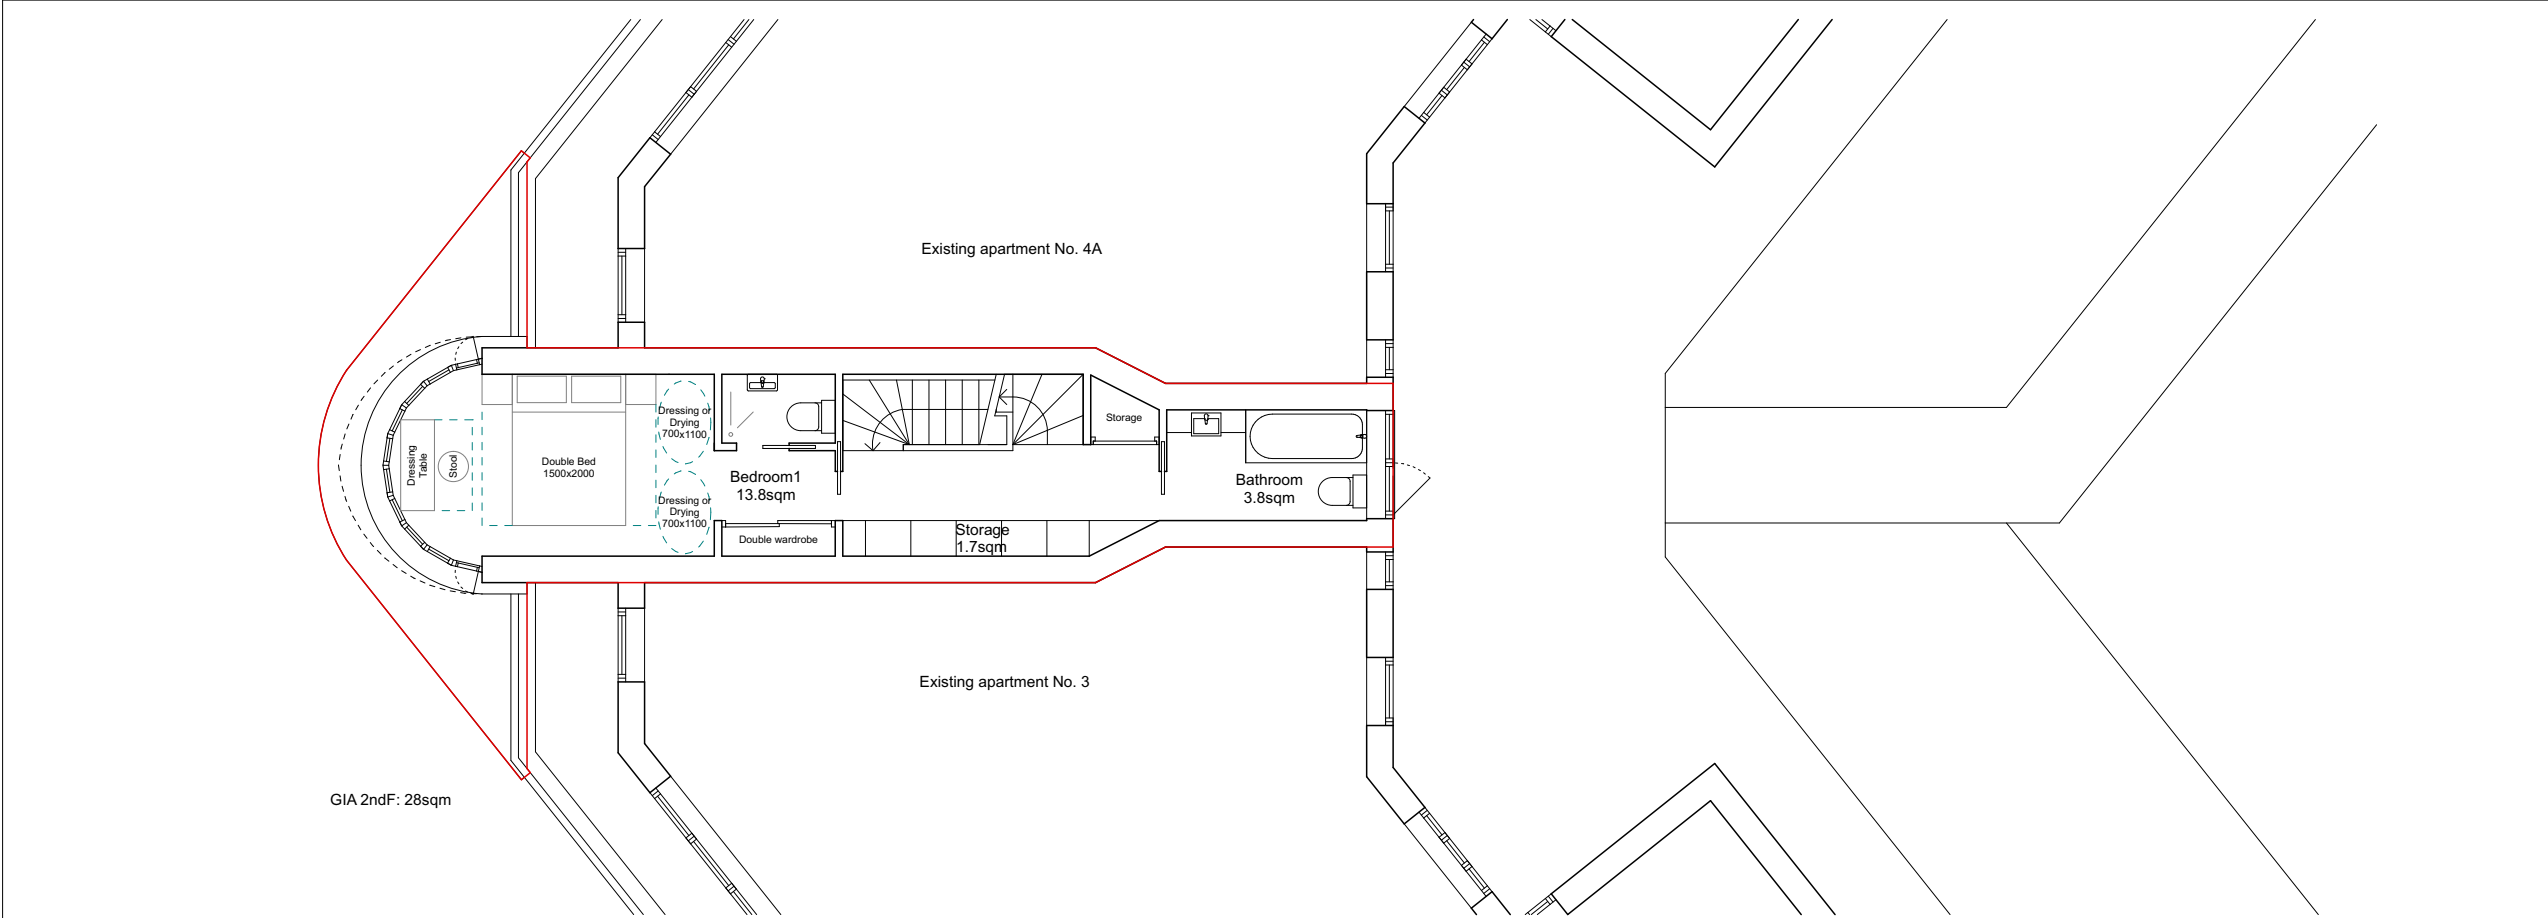 Existing apartment No. 4A
Dressing or
Drying
700x1100
Storage
Dressing
Table
Stool
Double Bed
1500x2000
Bedroom1
13.8sqm
Bathroom
3.8sqm
Dressing or
Drying
700x1100
Double wardrobe
Storage
1.7sqm
Existing apartment No. 3
GIA 2ndF: 28sqm